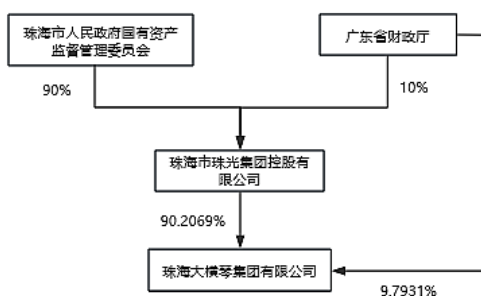 珠海市人民政府国有资产
监督管理委员会
广东省财政厅
90%
10%
珠海市珠光集团控股有
限公司
90.2069%
珠海大横琴集团有限公司
9.7931%